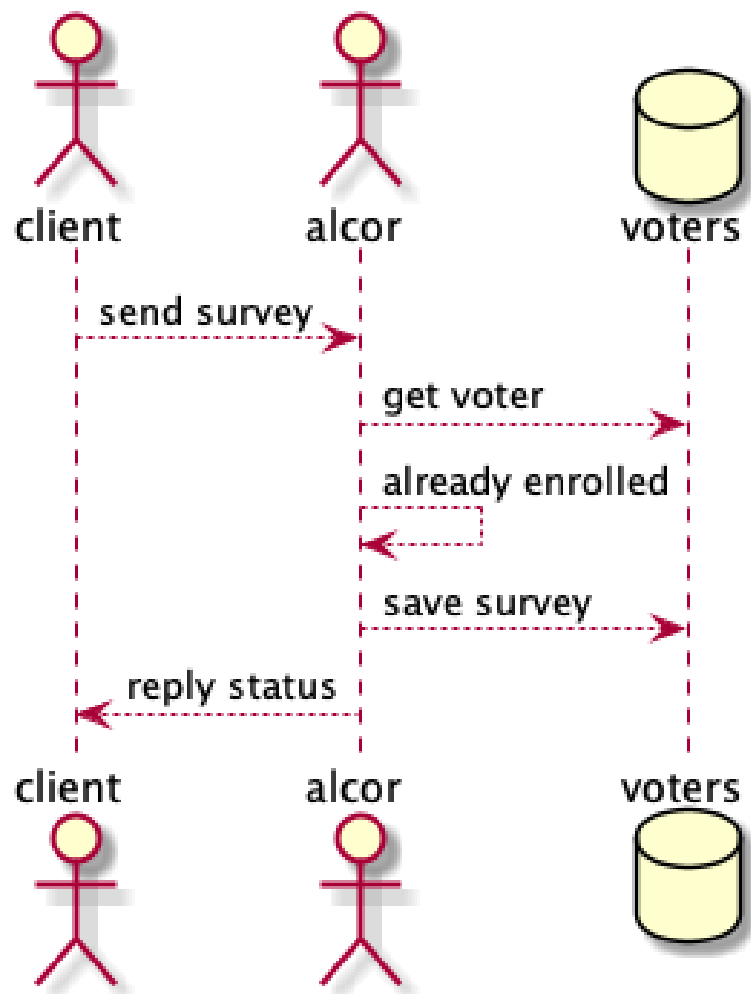 client alcor voters
send survey
get voter
already enrolled
save survey
reply status
client alcor voters